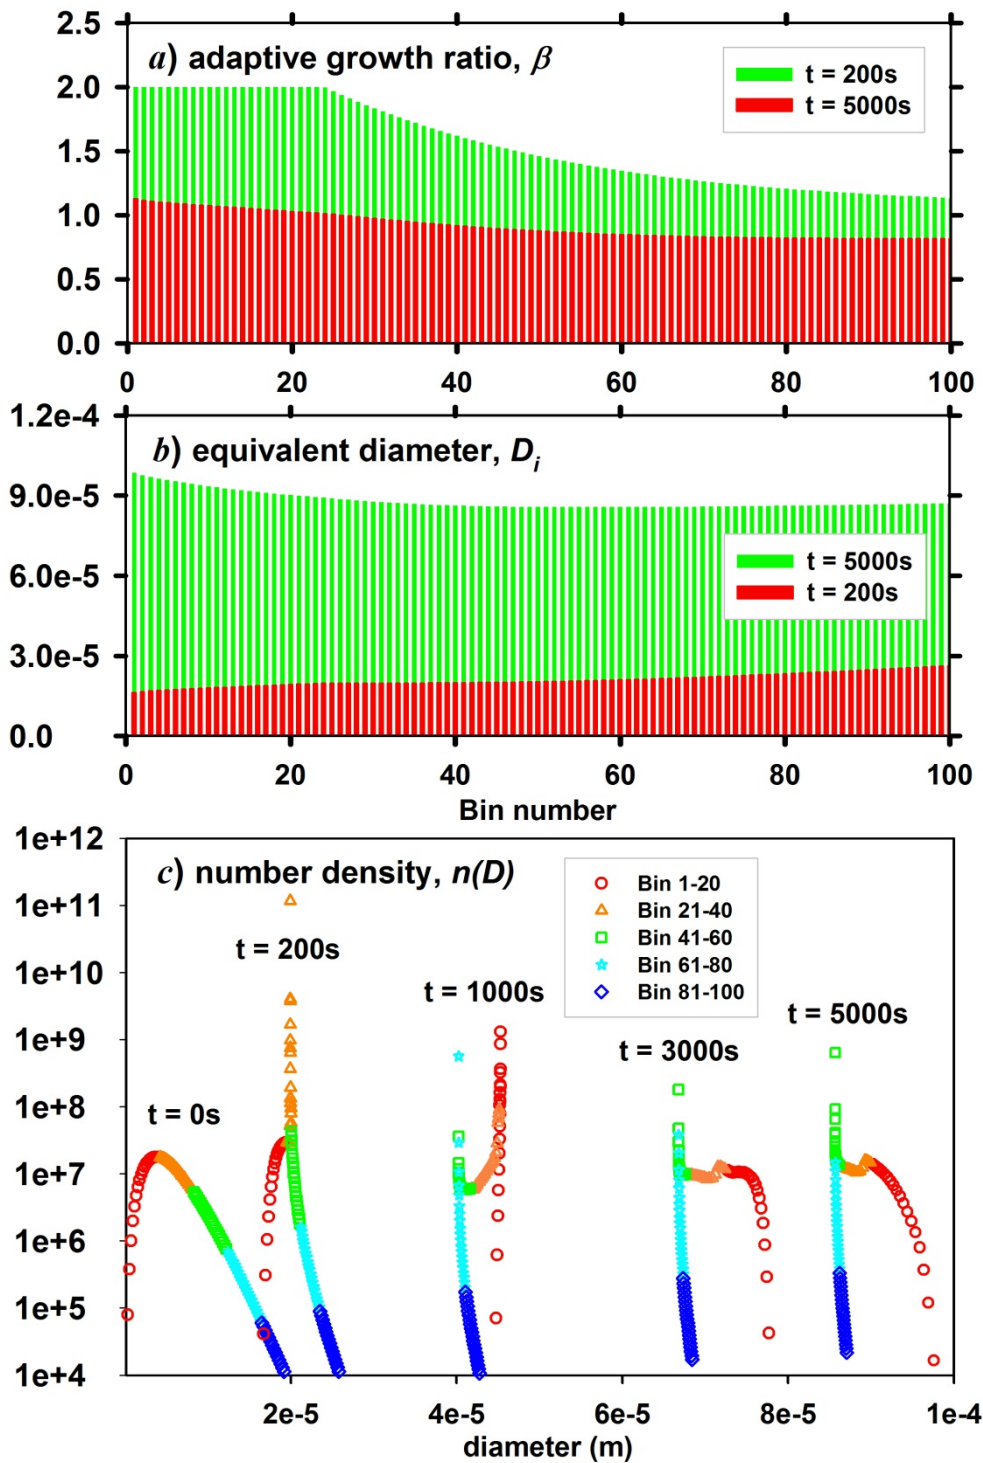 2.5
a) adaptive growth ratio, β
2.0
t = 200s
t = 5000s
1.5
1.0
0.5
0.0
0 20 40 60 80 100
Bin number
1.2e-4
b) equivalent diameter, Di
9.0e-5
t = 5000s
6.0e-5
t = 200s
3.0e-5
0.0
0 20 40 60 80 100
Bin number
1e+12
c) number density, n(D)
Bin 1-20
Bin 21-40
Bin 41-60
Bin 61-80
Bin 81-100
1e+11
t = 200s
1e+10
t = 1000s
t = 5000s
1e+9
t = 3000s
1e+8
t = 0s
1e+7
1e+6
1e+5
1e+4
2e-5 4e-5 6e-5 8e-5 1e-4
diameter (m)